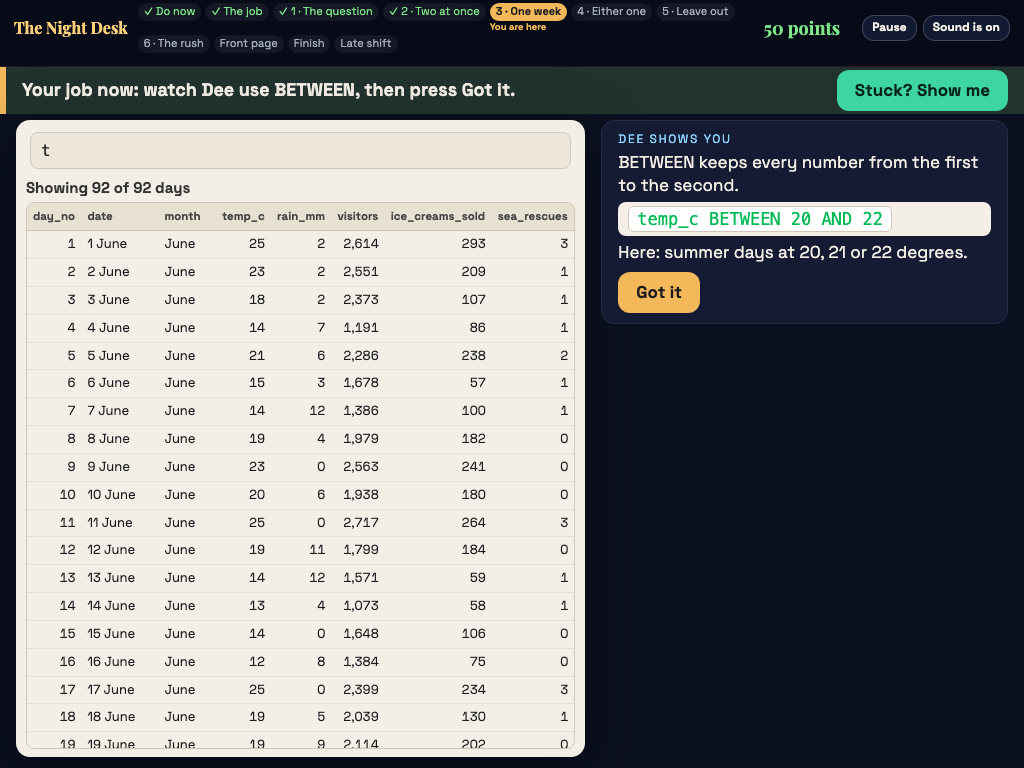 The Night Desk
✓ Do now
✓ The job
✓ 1 · The question
✓ 2 · Two at once
3 · One week
You are here
4 · Either one
5 · Leave out
6 · The rush
Front page
Finish
Late shift
50 points
Pause
Sound is on
Your job now: watch Dee use BETWEEN, then press Got it.
Stuck? Show me
t
Showing 92 of 92 days
day_no date month temp_c rain_mm visitors ice_creams_sold sea_rescues
1 1 June June 25 2 2,614 293 3
2 2 June June 23 2 2,551 209 1
3 3 June June 18 2 2,373 107 1
4 4 June June 14 7 1,191 86 1
5 5 June June 21 6 2,286 238 2
6 6 June June 15 3 1,678 57 1
7 7 June June 14 12 1,386 100 1
8 8 June June 19 4 1,979 182 0
9 9 June June 23 0 2,563 241 0
10 10 June June 20 6 1,938 180 0
11 11 June June 25 0 2,717 264 3
12 12 June June 19 11 1,799 184 0
13 13 June June 14 12 1,571 59 1
14 14 June June 13 4 1,073 58 1
15 15 June June 14 0 1,648 106 0
16 16 June June 12 8 1,384 75 0
17 17 June June 25 0 2,399 234 3
18 18 June June 19 5 2,039 130 1
19 19 June June 19 9 2,114 202 0
DEE SHOWS YOU
BETWEEN keeps every number from the first
to the second.
temp_c BETWEEN 20 AND 22
Here: summer days at 20, 21 or 22 degrees.
Got it